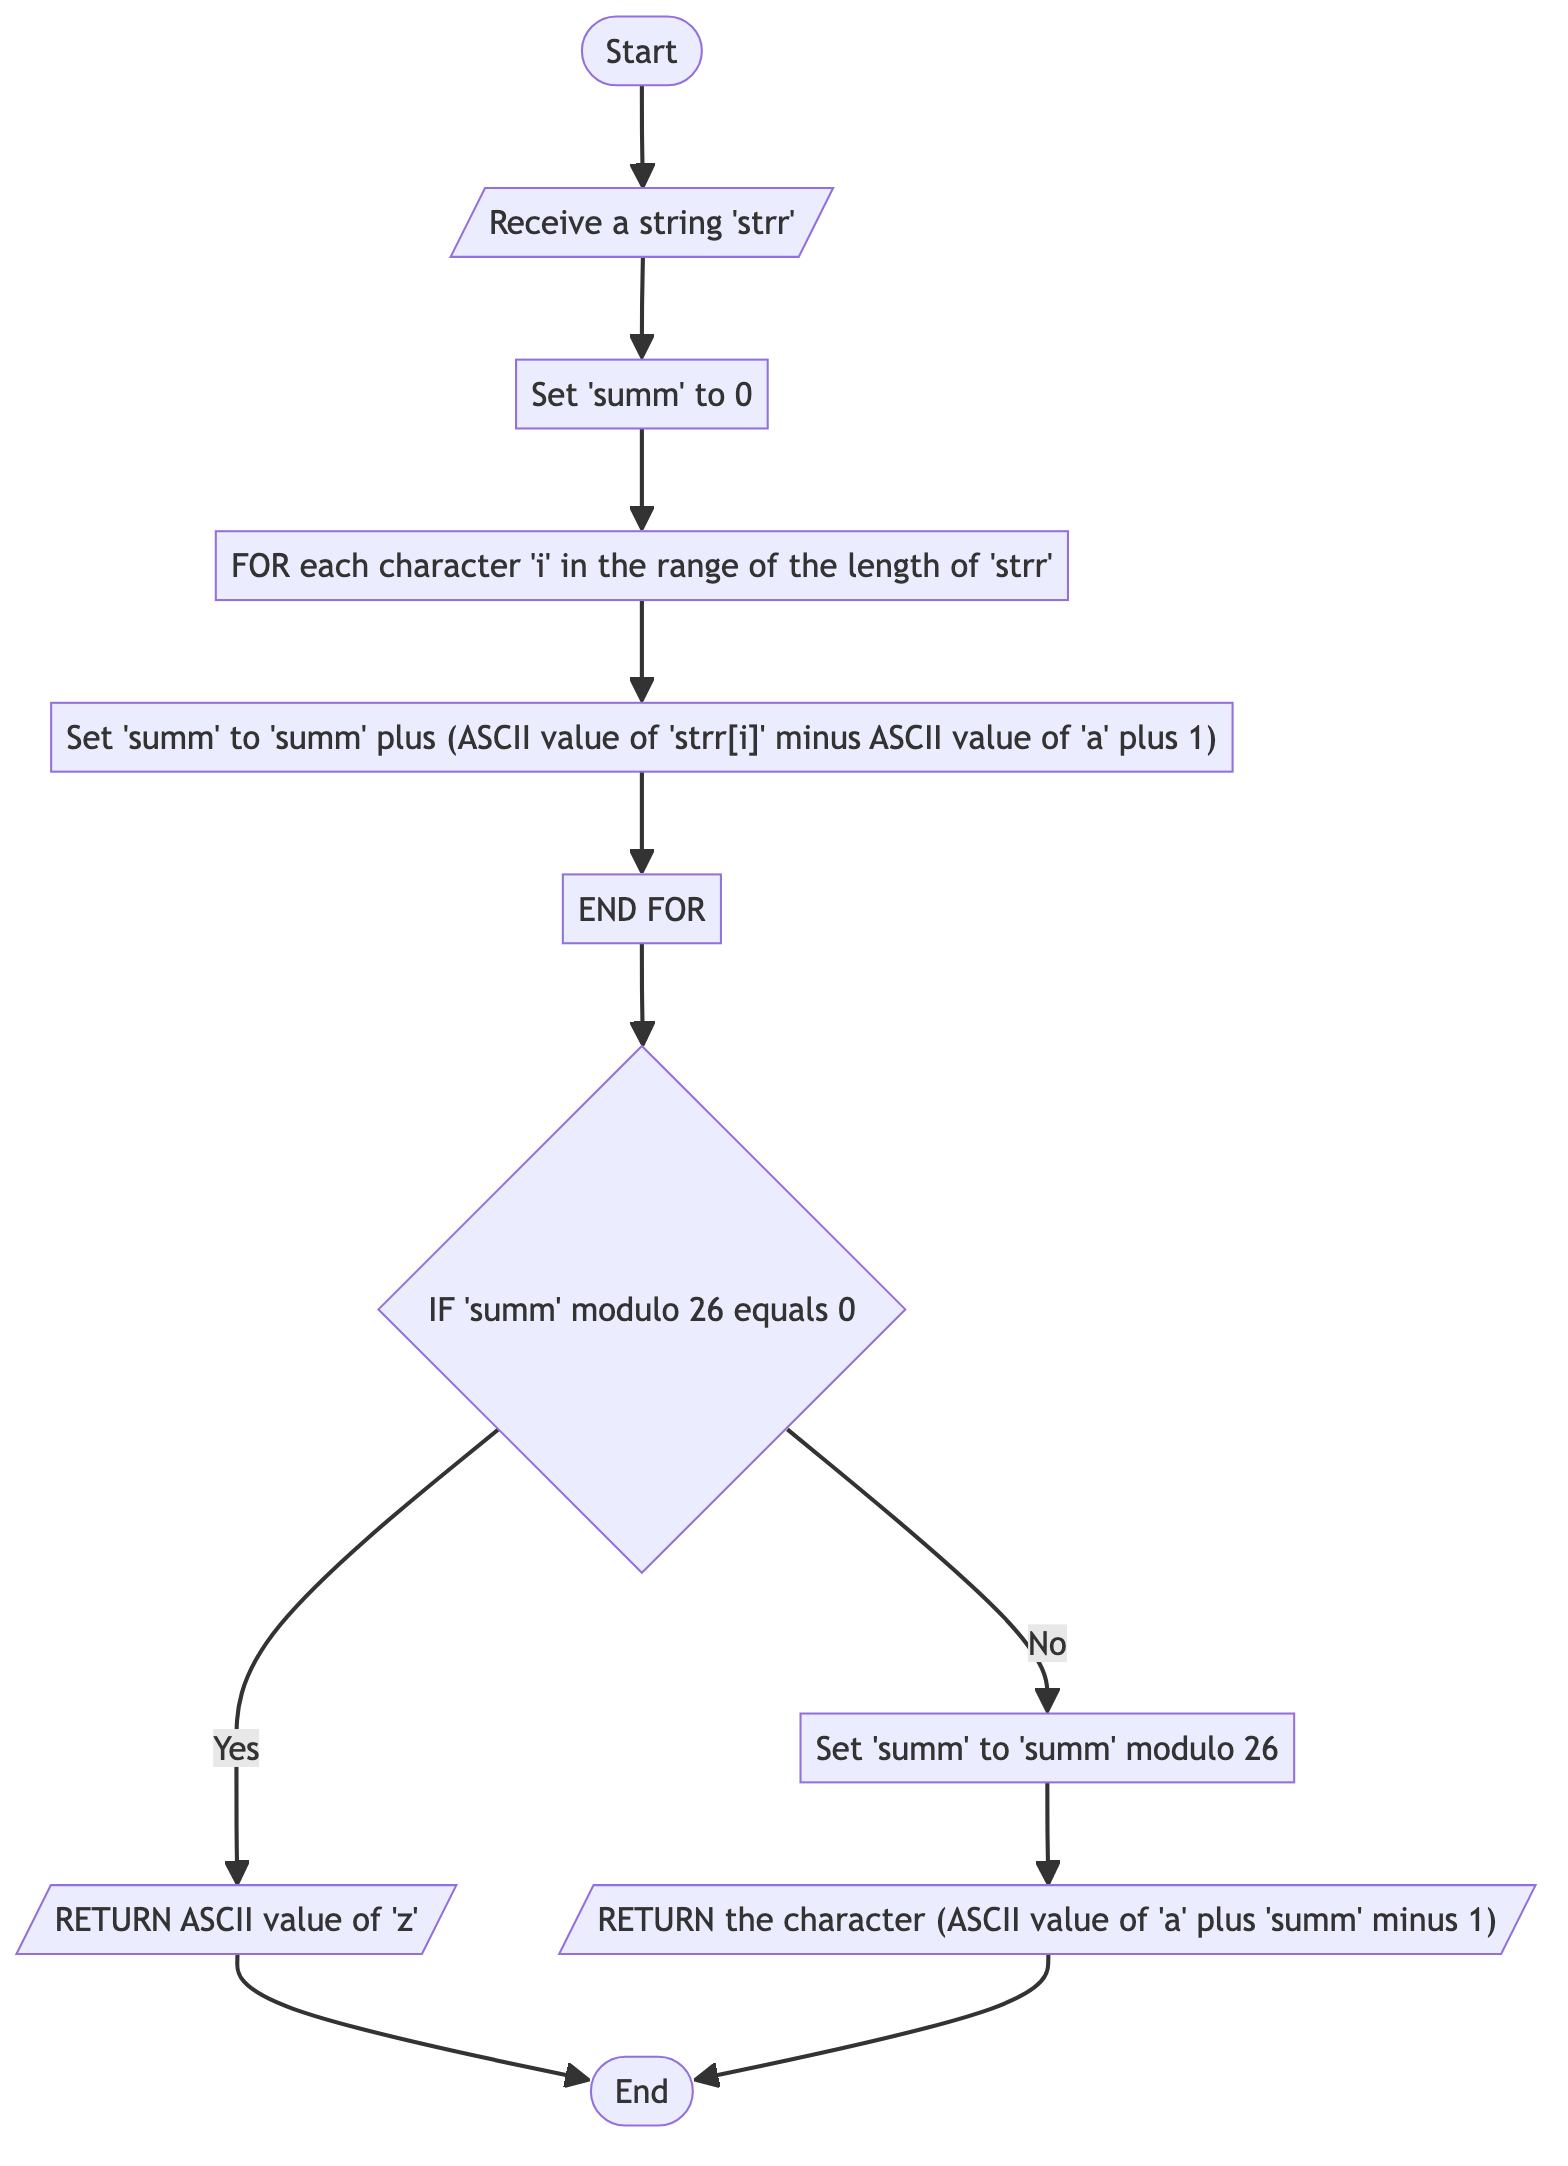 Start
Receive a string 'strr'
Set 'summ' to 0
FOR each character 'i' in the range of the length of 'strr'
Set 'summ' to 'summ' plus (ASCII value of 'strr[i]' minus ASCII value of 'a' plus 1)
END FOR
IF 'summ' modulo 26 equals 0
No
Yes
Set 'summ' to 'summ' modulo 26
RETURN ASCII value of 'z'
RETURN the character (ASCII value of 'a' plus 'summ' minus 1)
End